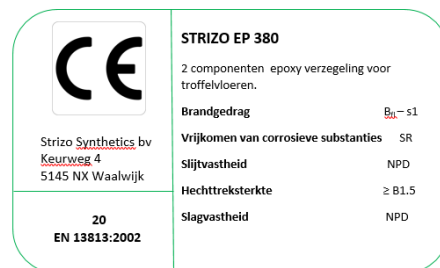 CE
Strizo Synthetics bv
Keurweg 4
5145 NX Waalwijk
20
EN 13813:2002
STRIZO EP 380
2 componenten epoxy verzegeling voor
troffelvloeren.
Brandgedrag Bfl – s1
Vrijkomen van corrosieve substanties SR
Slijtvastheid NPD
Hechttreksterkte ≥ B1.5
Slagvastheid NPD